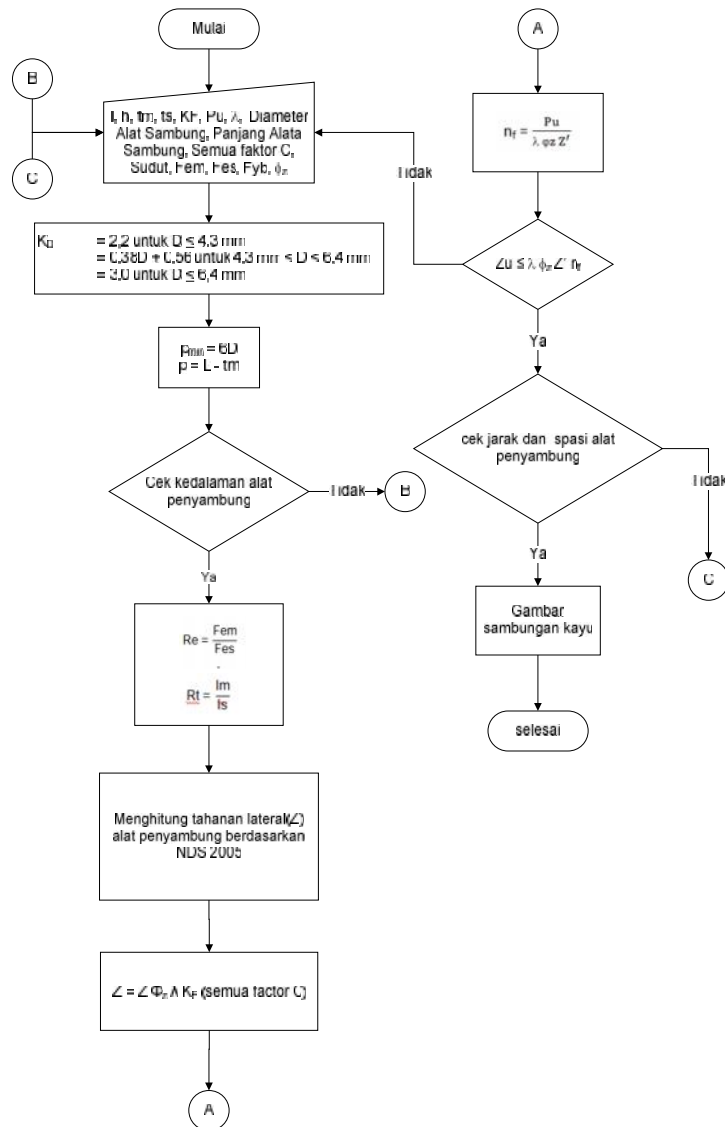 Mulai
B
C
l, h, tm, ts, KF, Pu, λ, Diameter
Alat Sambung, Panjang Alata
Sambung, Semua faktor C,
Sudut, Fem, Fes, Fyb, ϕz
KD = 2,2 untuk D ≤ 4,3 mm
= 0,38D + 0,56 untuk 4,3 mm < D < 6,4 mm
= 3,0 untuk D ≤ 6,4 mm
pmin = 6D
p = L - tm
Cek kedalaman alat
penyambung
Tidak
B
Ya
Re = Fem / Fes
Rt = tm / ts
Menghitung tahanan lateral(Z)
alat penyambung berdasarkan
NDS 2005
Z = Z Φz λ KF (semua factor C)
A
A
nf = Pu / λ φz Z'
Tidak
Zu ≤ λ ϕz Z' nf
Ya
cek jarak dan spasi alat
penyambung
Tidak
C
Ya
Gambar
sambungan kayu
selesai